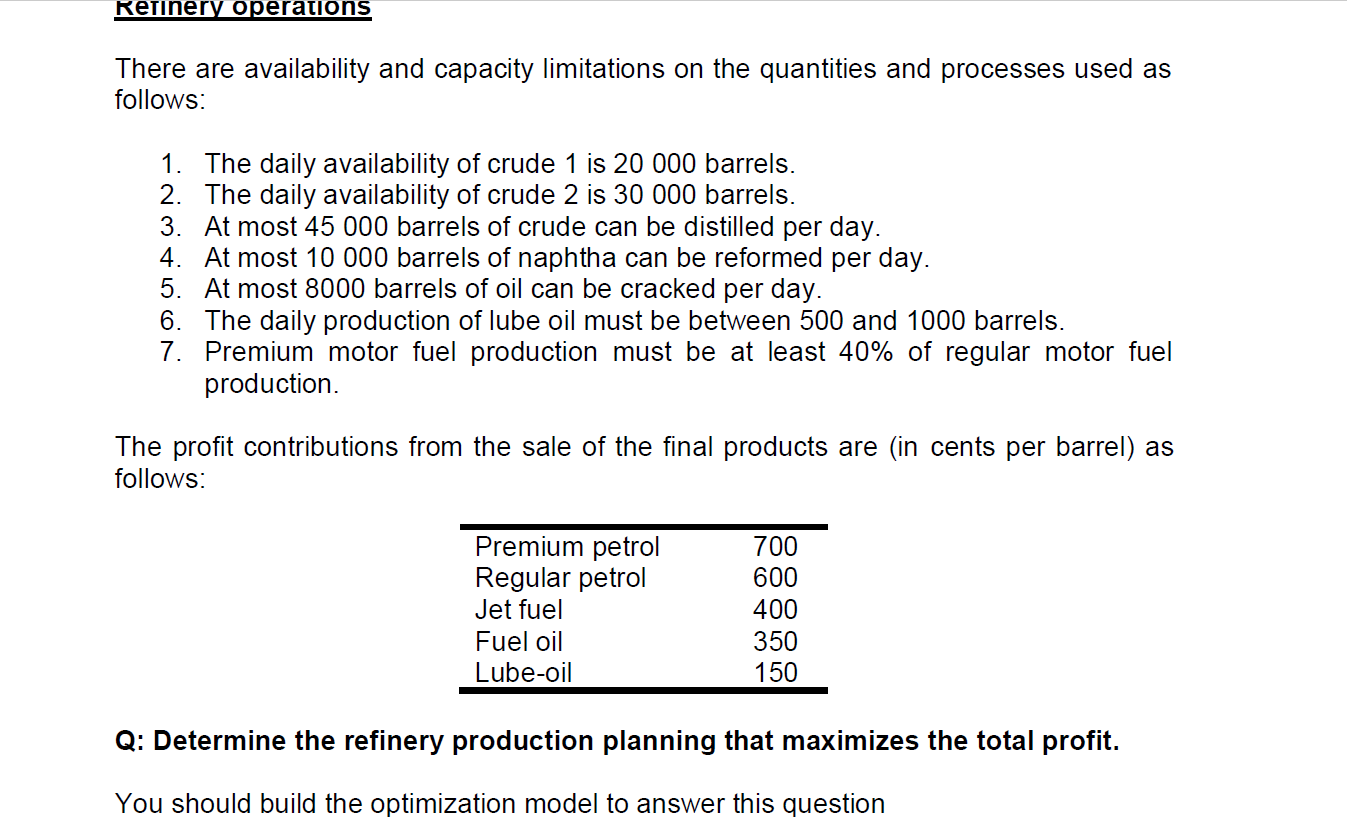 Refinery operations
There are availability and capacity limitations on the quantities and processes used as
follows:
1. The daily availability of crude 1 is 20 000 barrels.
2. The daily availability of crude 2 is 30 000 barrels.
3. At most 45 000 barrels of crude can be distilled per day.
4. At most 10 000 barrels of naphtha can be reformed per day.
5. At most 8000 barrels of oil can be cracked per day.
6. The daily production of lube oil must be between 500 and 1000 barrels.
7. Premium motor fuel production must be at least 40% of regular motor fuel
production.
The profit contributions from the sale of the final products are (in cents per barrel) as
follows:
Premium petrol 700
Regular petrol 600
Jet fuel 400
Fuel oil 350
Lube-oil 150
Q: Determine the refinery production planning that maximizes the total profit.
You should build the optimization model to answer this question